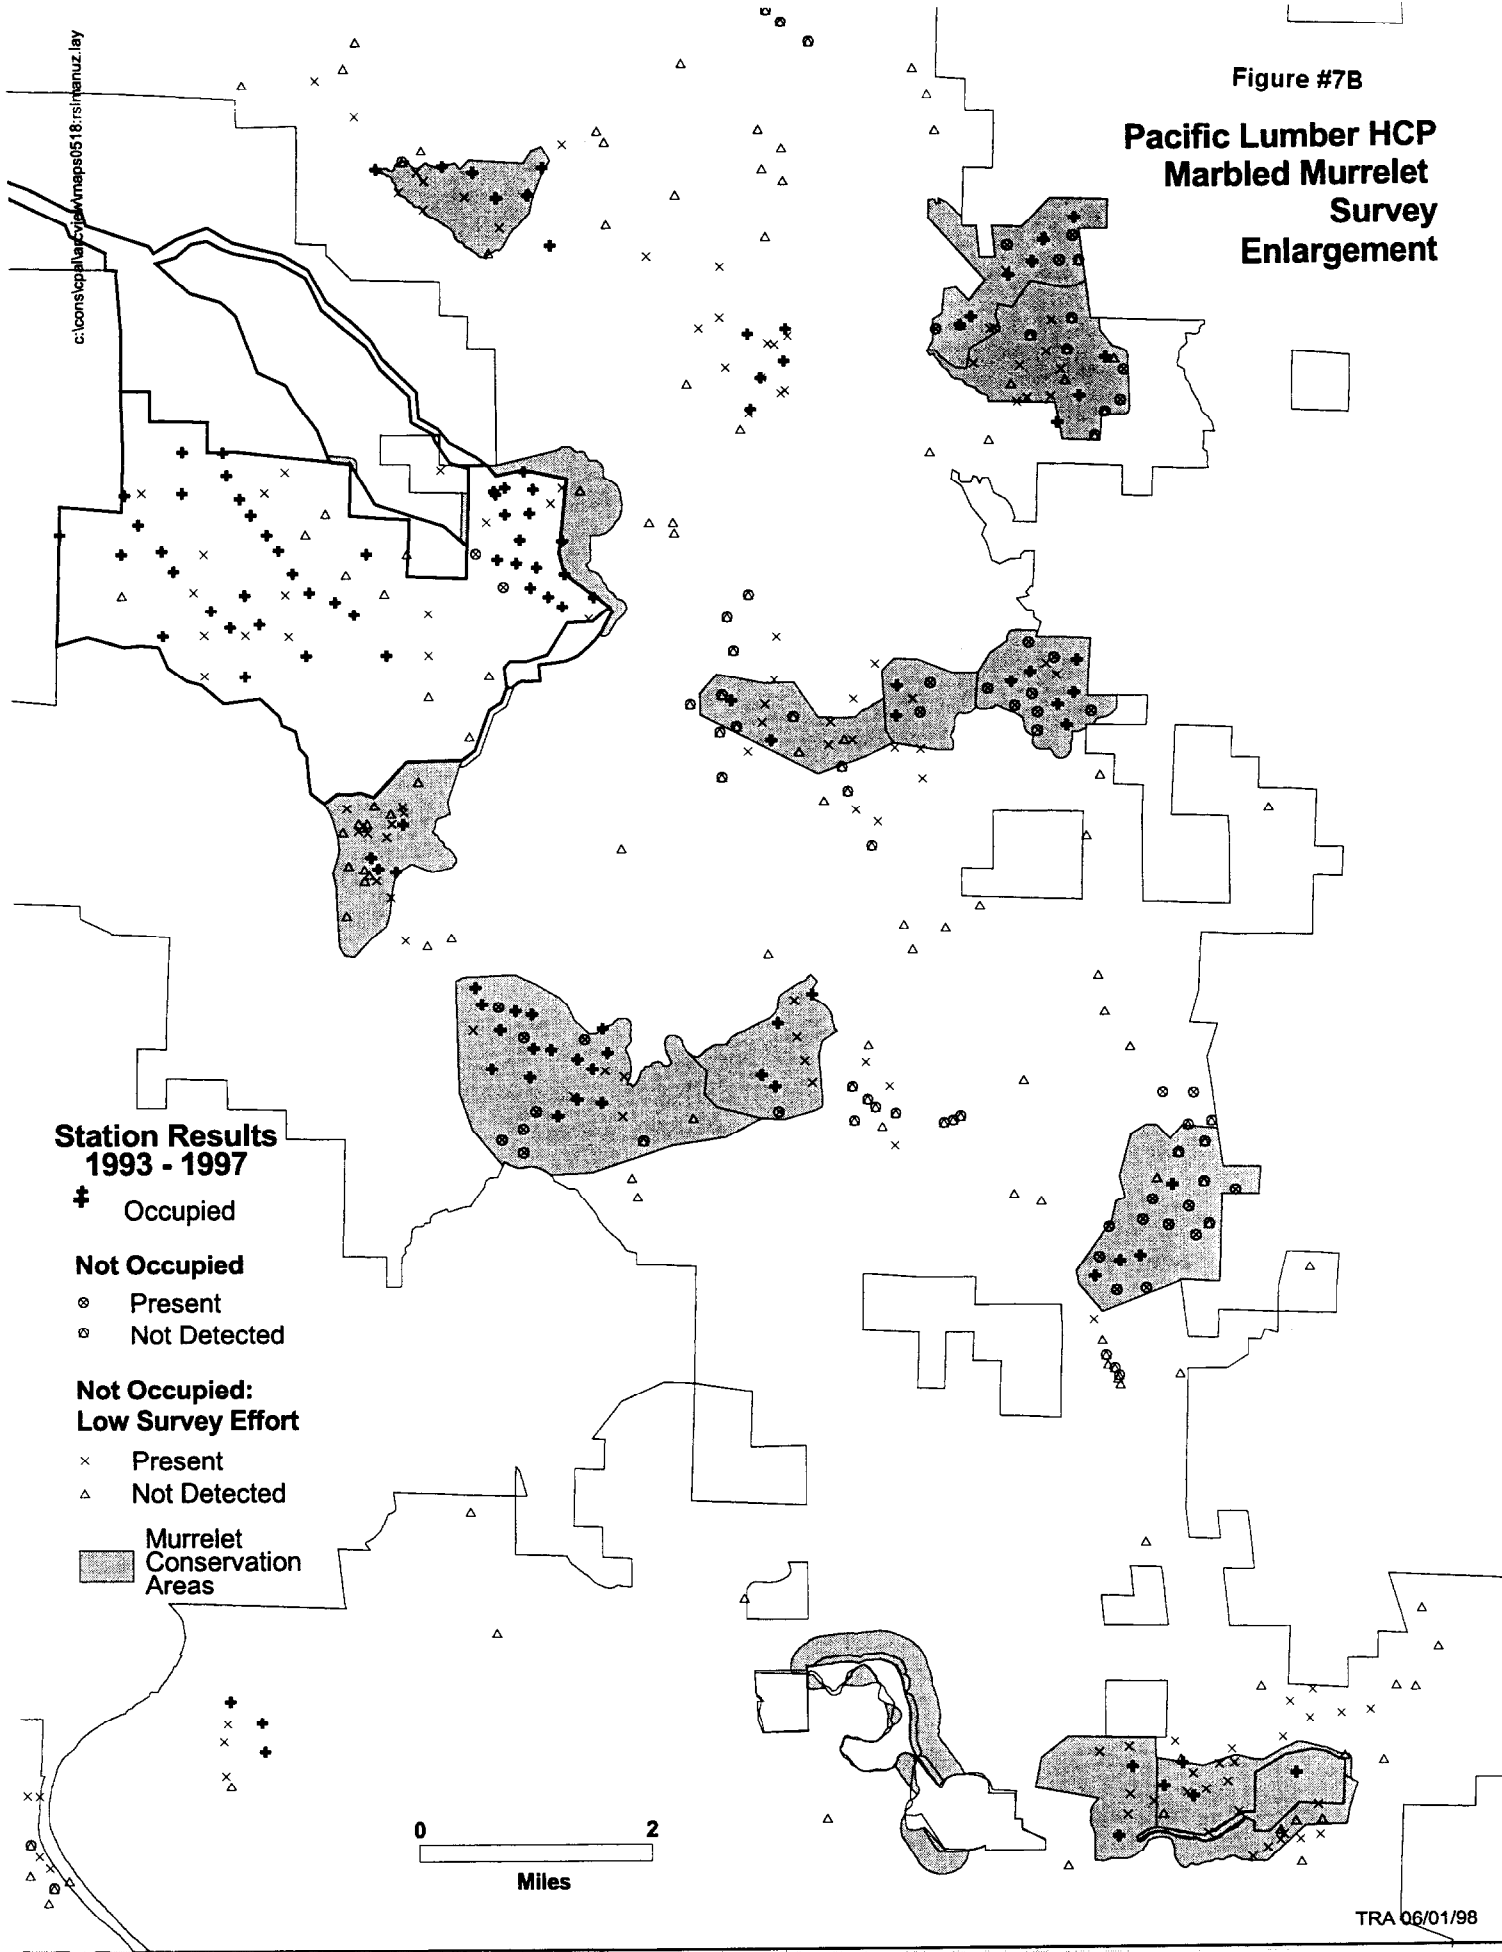 c:\cons\cpal\arcview\maps0518:rslmanuz.lay
Figure #7B
Pacific Lumber HCP
Marbled Murrelet
Survey
Enlargement
Station Results
1993 - 1997
Occupied
Not Occupied
Present
Not Detected
Not Occupied:
Low Survey Effort
Present
Not Detected
Murrelet
Conservation
Areas
0 2
Miles
TRA 06/01/98